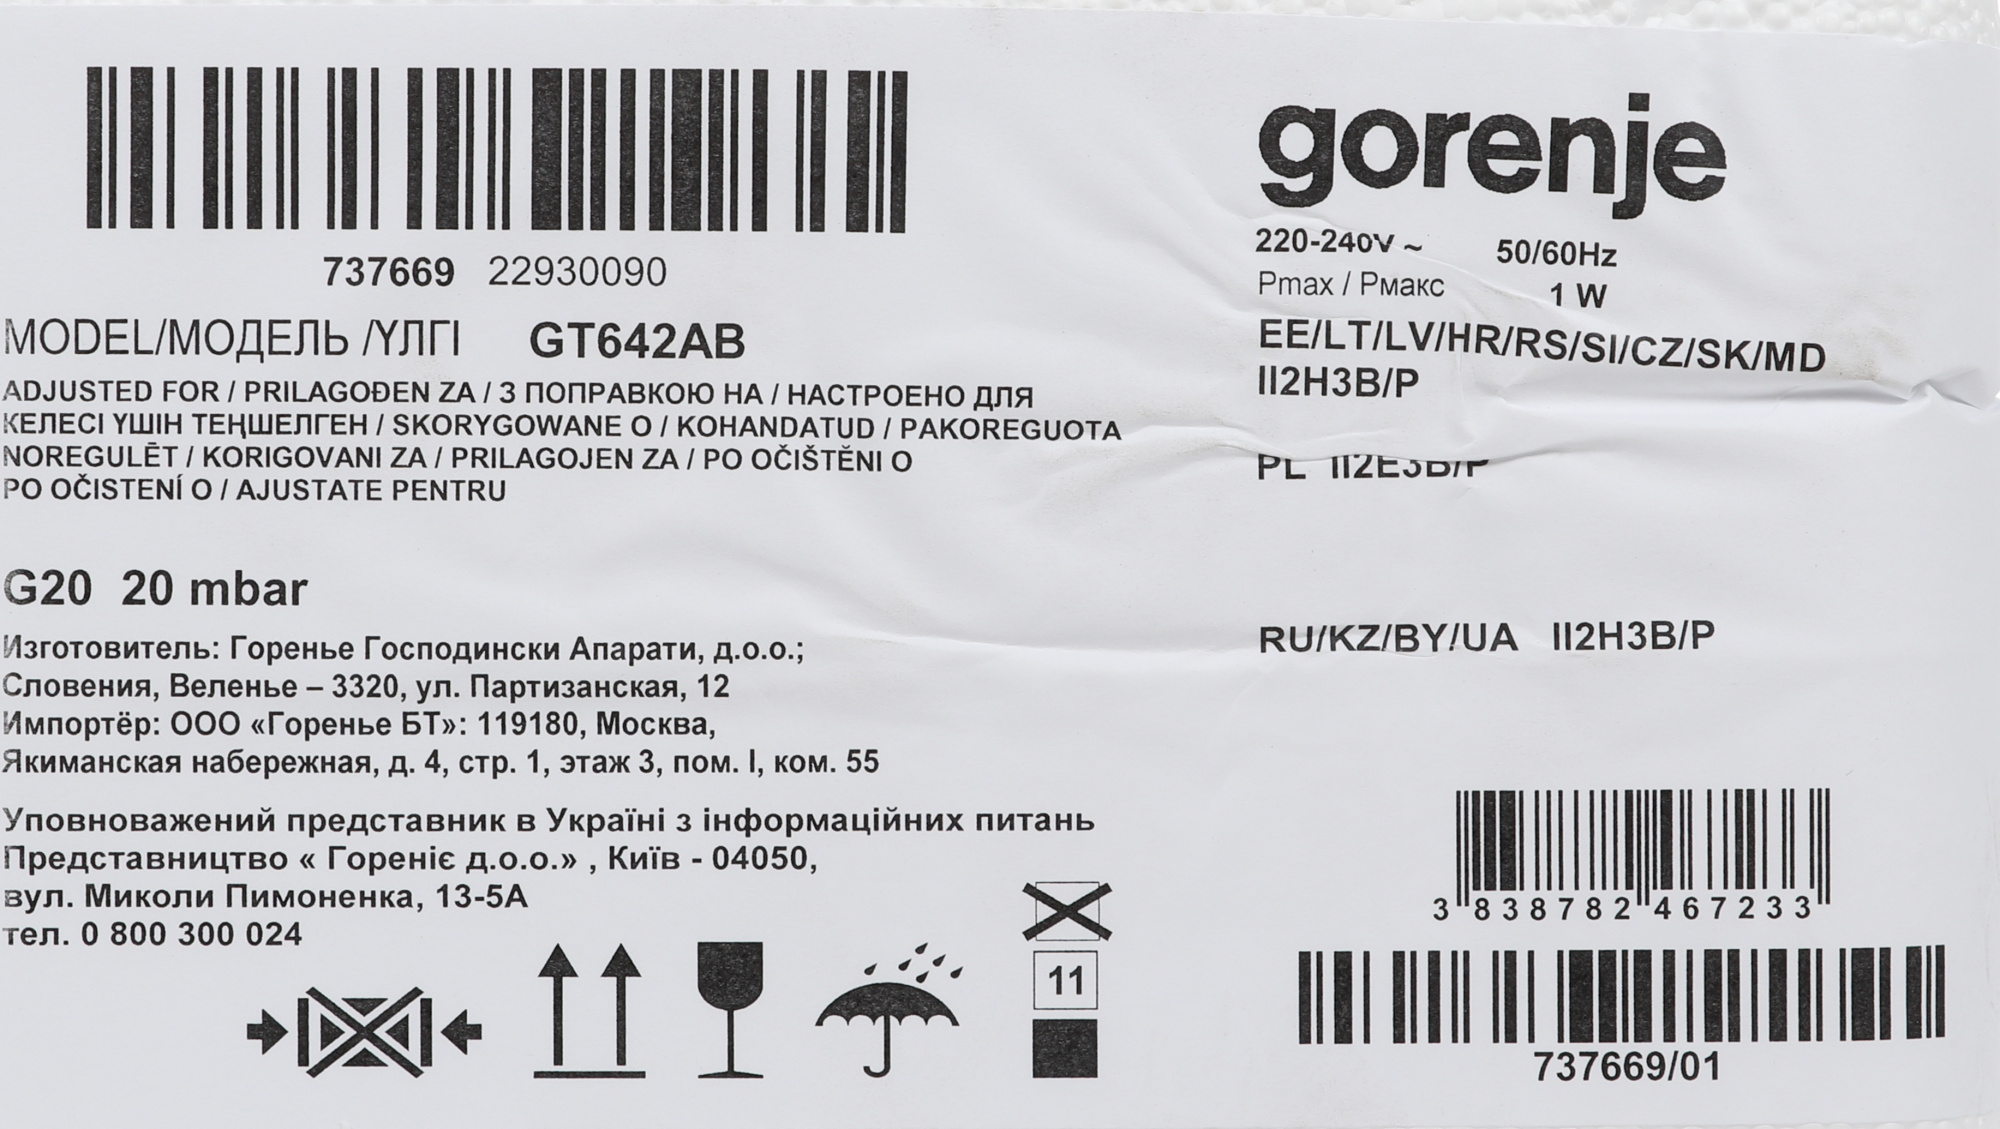 737669 22930090
MODEL/МОДЕЛЬ /ҮЛГІ GT642AB
ADJUSTED FOR / PRILAGOĐEN ZA / З ПОПРАВКОЮ НА / НАСТРОЕНО ДЛЯ
КЕЛЕСІ ҮШІН ТЕҢШЕЛГЕН / SKORYGOWANE O / KOHANDATUD / PAKOREGUOTA
NOREGULĒT / KORIGOVANI ZA / PRILAGOJEN ZA / PO OČIŠTĚNI O
PO OČISTENÍ O / AJUSTATE PENTRU
G20 20 mbar
Изготовитель: Горенье Господински Апарати, д.о.о.;
Словения, Веленье – 3320, ул. Партизанская, 12
Импортёр: ООО «Горенье БТ»: 119180, Москва,
Якиманская набережная, д. 4, стр. 1, этаж 3, пом. I, ком. 55
Уповноважений представник в Україні з інформаційних питань
Представництво « Гореніє д.о.о.» , Київ - 04050,
вул. Миколи Пимоненка, 13-5А
тел. 0 800 300 024
11
gorenje
220-240V ~ 50/60Hz
Pmax / Рмакс 1 W
EE/LT/LV/HR/RS/SI/CZ/SK/MD
II2H3B/P
PL II2E3B/P
RU/KZ/BY/UA II2H3B/P
3 838782 467233
737669/01